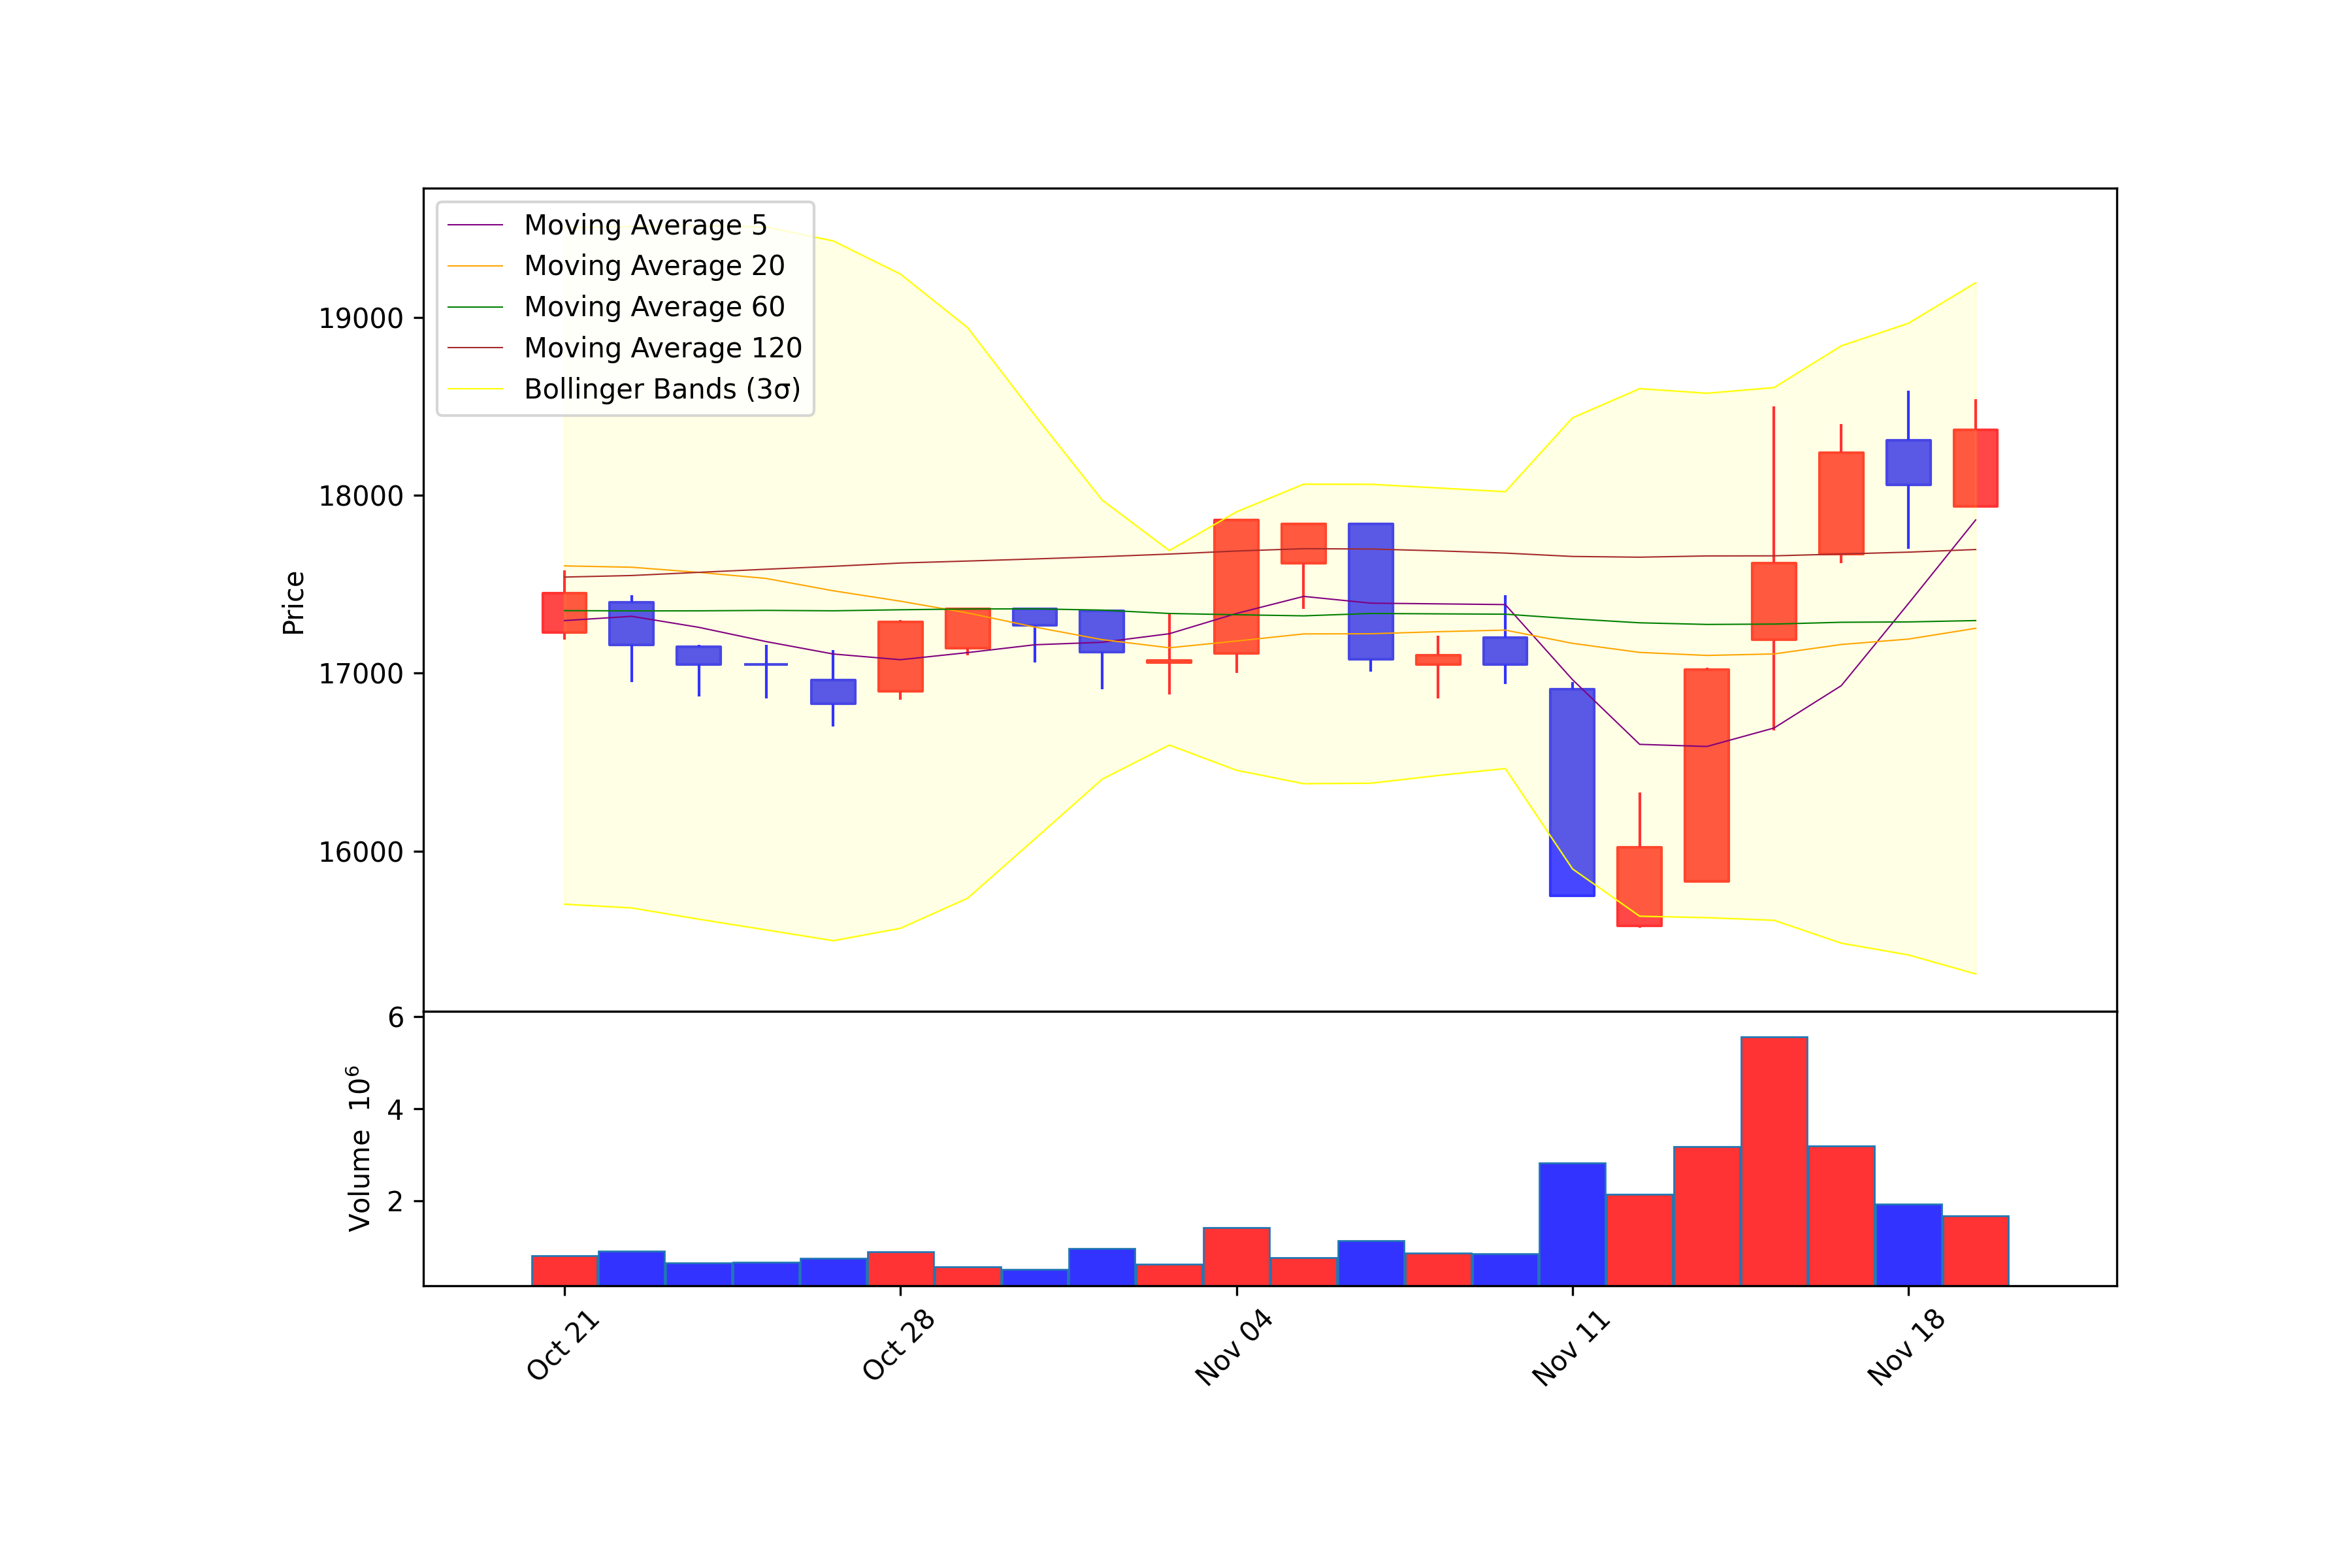 Moving Average 5
Moving Average 20
Moving Average 60
Moving Average 120
Bollinger Bands (3σ)
Price
19000
18000
17000
16000
Volume 10⁶
6
4
2
Oct 21
Oct 28
Nov 04
Nov 11
Nov 18